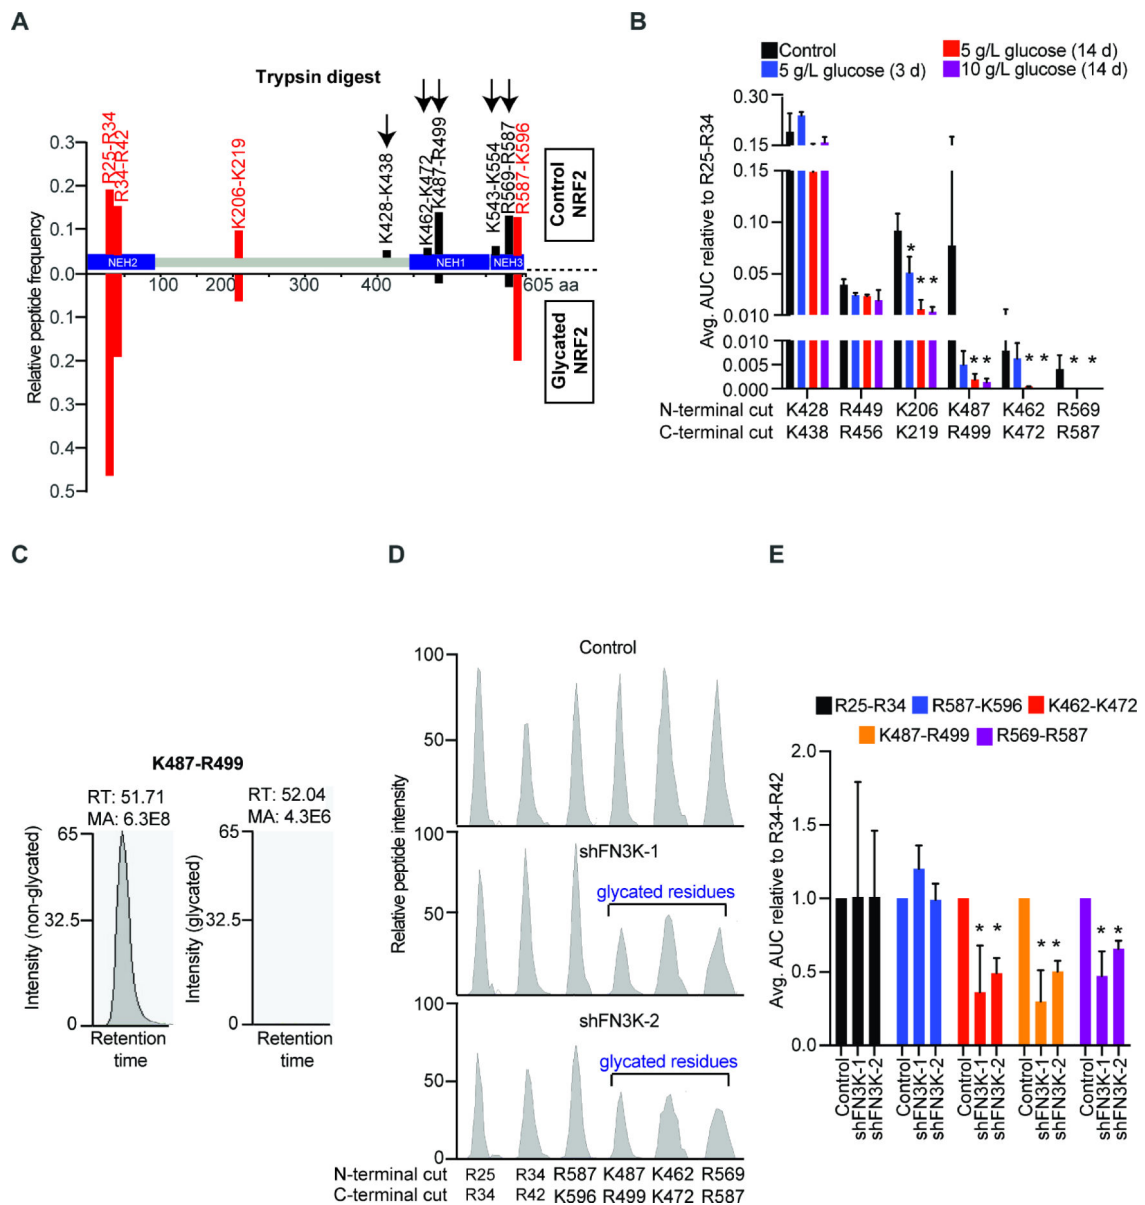 A
Trypsin digest
Relative peptide frequency
0.3
0.2
0.1
0.0
0.1
0.2
0.3
0.4
0.5
R25-R34
R34-R42
K206-K219
K428-K438
K462-K472
K487-R499
K543-K554
R569-R587
R587-K596
NEH2
NEH1
NEH3
100
200
400
605 aa
Control
NRF2
Glycated
NRF2
B
Control
5 g/L glucose (3 d)
5 g/L glucose (14 d)
10 g/L glucose (14 d)
Avg. AUC relative to R25-R34
0.30
0.15
0.10
0.05
0.010
0.010
0.005
0.000
*
* *
* *
* *
* *
N-terminal cut K428 R449 K206 K487 K462 R569
C-terminal cut K438 R456 K219 R499 K472 R587
C
K487-R499
RT: 51.71
MA: 6.3E8
Intensity (non-glycated)
65
32.5
0
Retention
time
RT: 52.04
MA: 4.3E6
Intensity (glycated)
65
32.5
0
Retention
time
D
Relative peptide intensity
Control
100
50
shFN3K-1
glycated residues
100
50
shFN3K-2
glycated residues
100
50
0
N-terminal cut R25 R34 R587 K487 K462 R569
C-terminal cut R34 R42 K596 R499 K472 R587
E
R25-R34 R587-K596 K462-K472
K487-R499 R569-R587
Avg. AUC relative to R34-R42
2.0
1.5
1.0
0.5
0.0
* *
* *
* *
Control
shFN3K-1
shFN3K-2
Control
shFN3K-1
shFN3K-2
Control
shFN3K-1
shFN3K-2
Control
shFN3K-1
shFN3K-2
Control
shFN3K-1
shFN3K-2